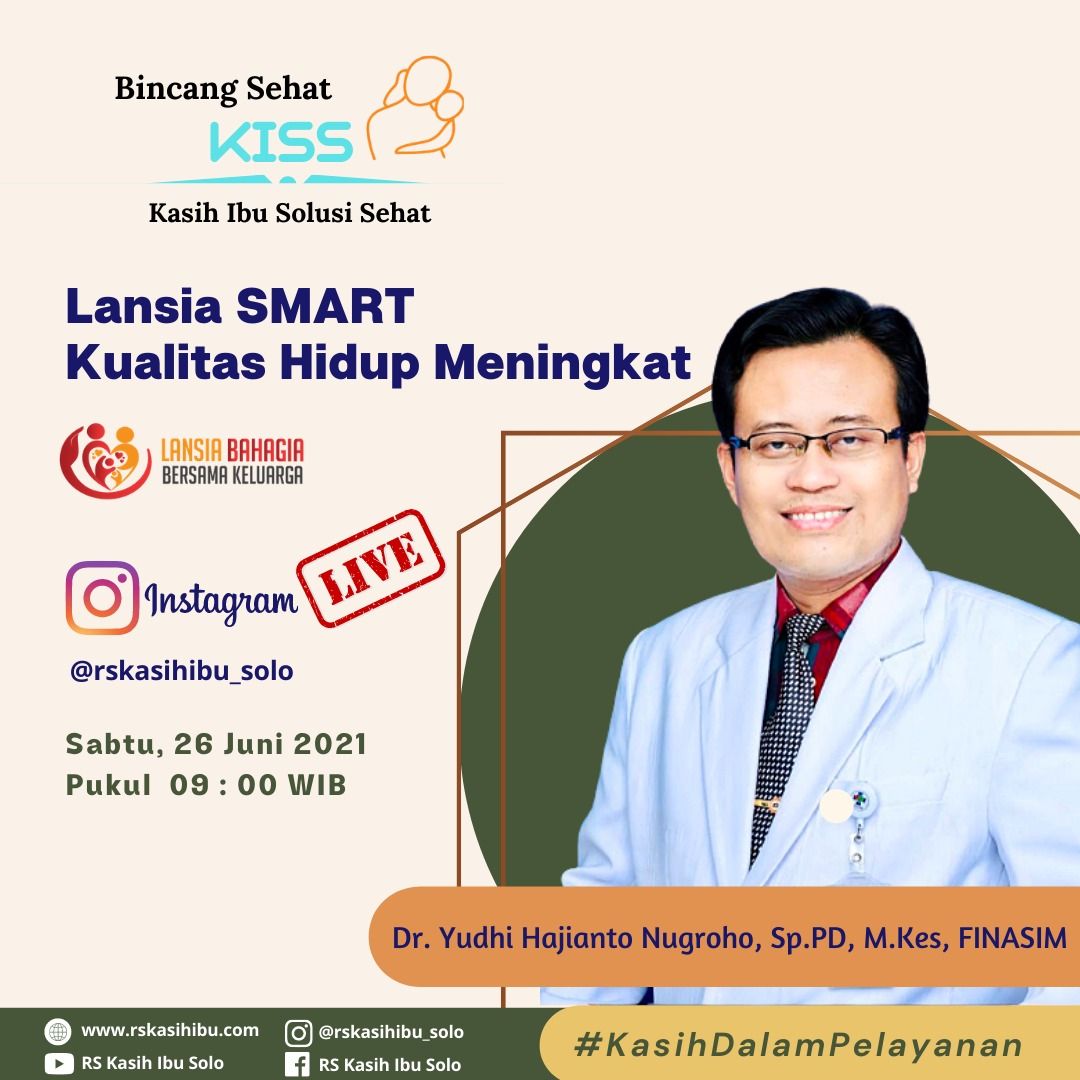 Bincang Sehat
KISS
Kasih Ibu Solusi Sehat
Lansia SMART
Kualitas Hidup Meningkat
LANSIA BAHAGIA
BERSAMA KELUARGA
Instagram
LIVE
@rskasihibu_solo
Sabtu, 26 Juni 2021
Pukul 09 : 00 WIB
Dr. Yudhi Hajianto Nugroho, Sp.PD, M.Kes, FINASIM
www.rskasihibu.com
@rskasihibu_solo
RS Kasih Ibu Solo
RS Kasih Ibu Solo
#KasihDalamPelayanan